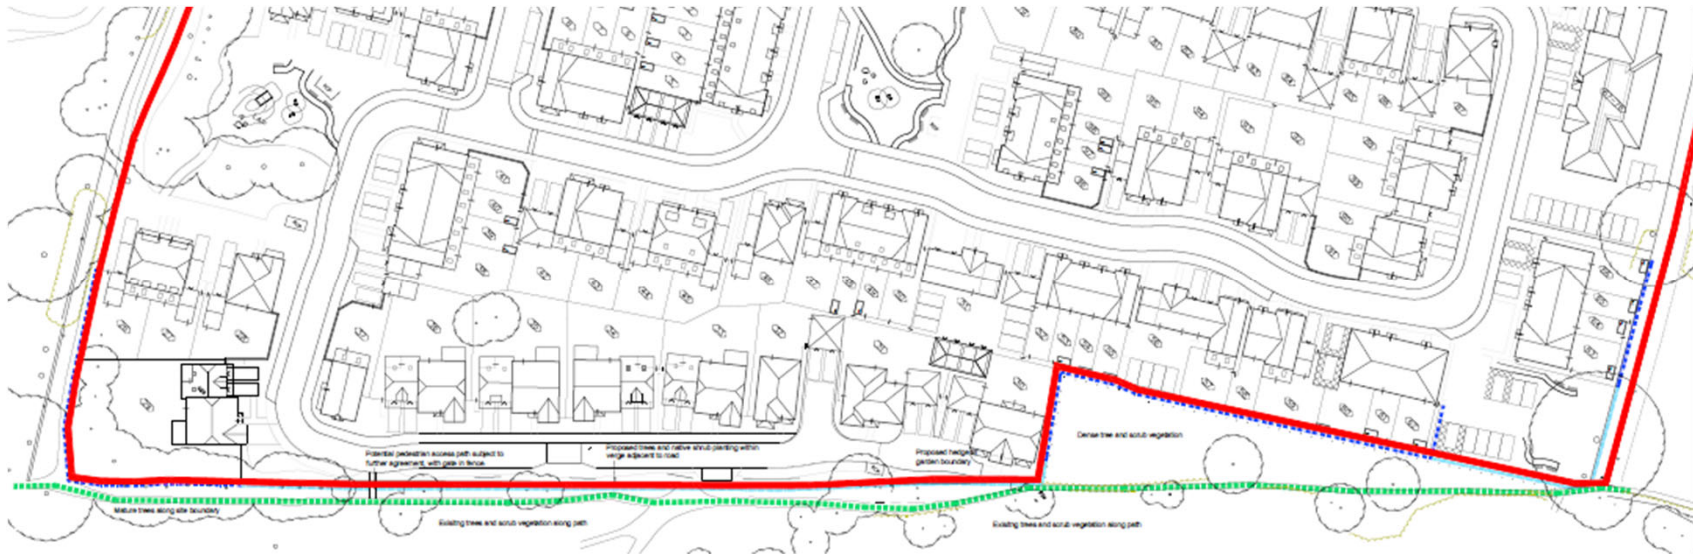 Dense tree and scrub vegetation
Potential pedestrian access path subject to
further agreement, with gate in fence.
Proposed trees and native shrub planting within
verge adjacent to road
Proposed hedge
garden boundary
Mature trees along site boundary
Existing trees and scrub vegetation along path
Existing trees and scrub vegetation along path